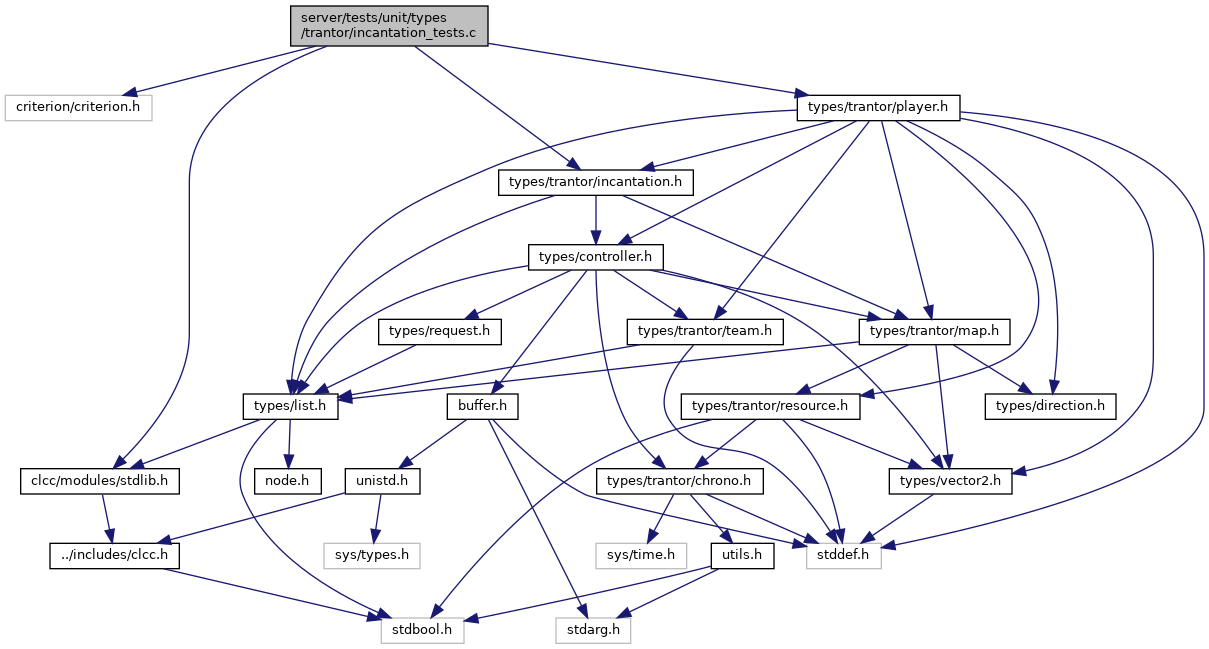 server/tests/unit/types
/trantor/incantation_tests.c
criterion/criterion.h
types/trantor/player.h
types/trantor/incantation.h
types/controller.h
types/request.h
types/trantor/team.h
types/trantor/map.h
types/list.h
buffer.h
types/trantor/resource.h
types/direction.h
clcc/modules/stdlib.h
node.h
unistd.h
types/trantor/chrono.h
types/vector2.h
../includes/clcc.h
sys/types.h
sys/time.h
utils.h
stddef.h
stdbool.h
stdarg.h